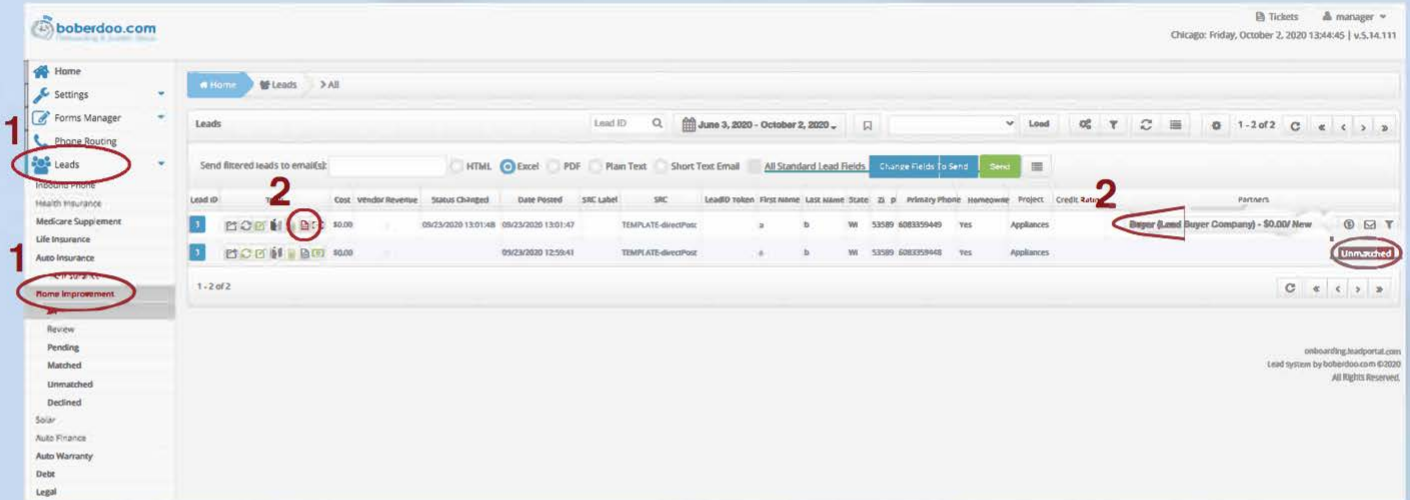 boberdoo.com
Tickets manager
Chicago: Friday, October 2, 2020 13:44:45 | v.5.14.111
Home
Settings
1
Forms Manager
Phone Routing
Leads
Inbound Phone
Health Insurance
Medicare Supplement
Life Insurance
1
Auto Insurance
Home Improvement
Review
Pending
Matched
Unmatched
Declined
Solar
Auto Finance
Auto Warranty
Debt
Legal
Home Leads > All
Leads Lead ID June 3, 2020 - October 2, 2020 Load 1 - 2 of 2 C « < > »
Send filtered leads to email(s): HTML Excel PDF Plain Text Short Text Email All Standard Lead Fields Change Fields To Send Send
2 2
Lead ID Cost Vendor Revenue Status Changed Date Posted SRC Label SRC LeadiD Token First Name Last Name State Zi p Primary Phone Homeowne Project Credit Rating Partners
$0.00 09/23/2020 13:01:48 09/23/2020 13:01:47 TEMPLATE-directPost a b WI 53589 6083359449 Yes Appliances Buyer (Lead Buyer Company) - $0.00/ New
$0.00 09/23/2020 12:59:41 TEMPLATE-directPost a b WI 53589 6083359448 Yes Appliances Unmatched
1 - 2 of 2 C « < > »
onboarding.leadportal.com
Lead system by boberdoo.com ©2020
All Rights Reserved.